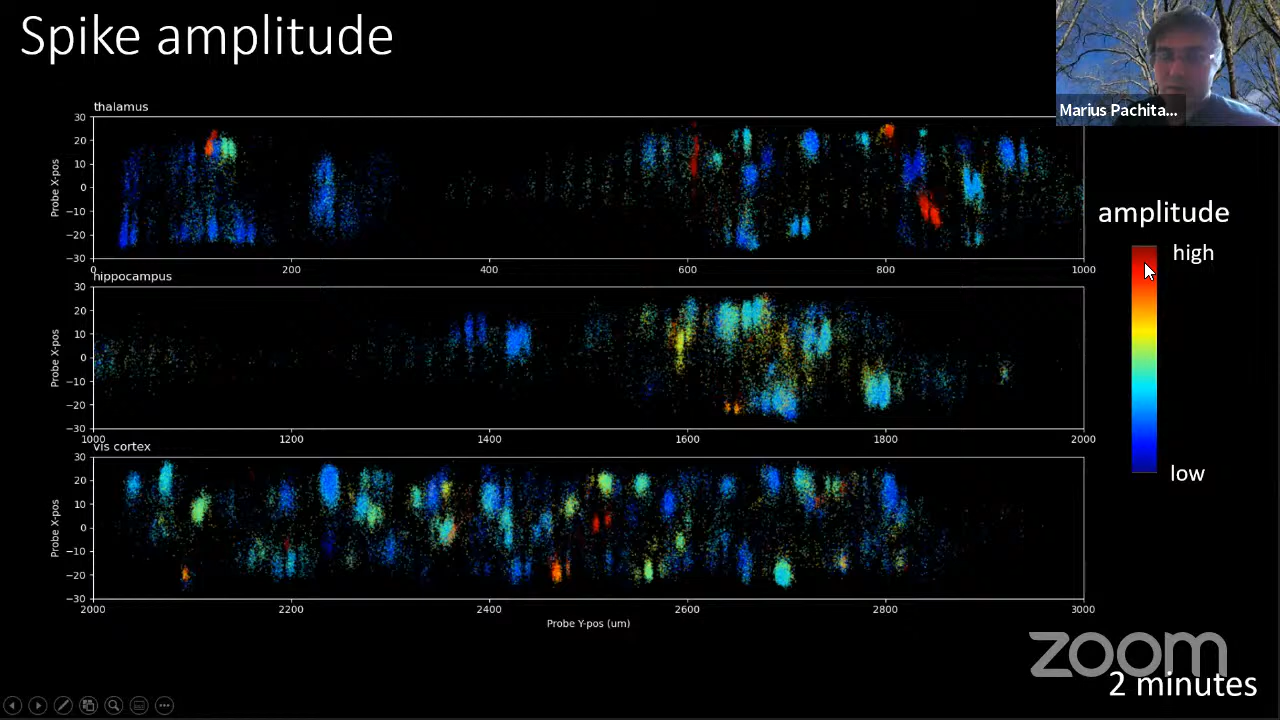 Spike amplitude
Marius Pachita...
thalamus
30
20
10
0
−10
−20
−30
Probe X-pos
0 200 400 600 800 1000
hippocampus
30
20
10
0
−10
−20
−30
Probe X-pos
1000 1200 1400 1600 1800 2000
vis cortex
30
20
10
0
−10
−20
−30
Probe X-pos
2000 2200 2400 2600 2800 3000
Probe Y-pos (um)
amplitude
high
low
zoom
2 minutes